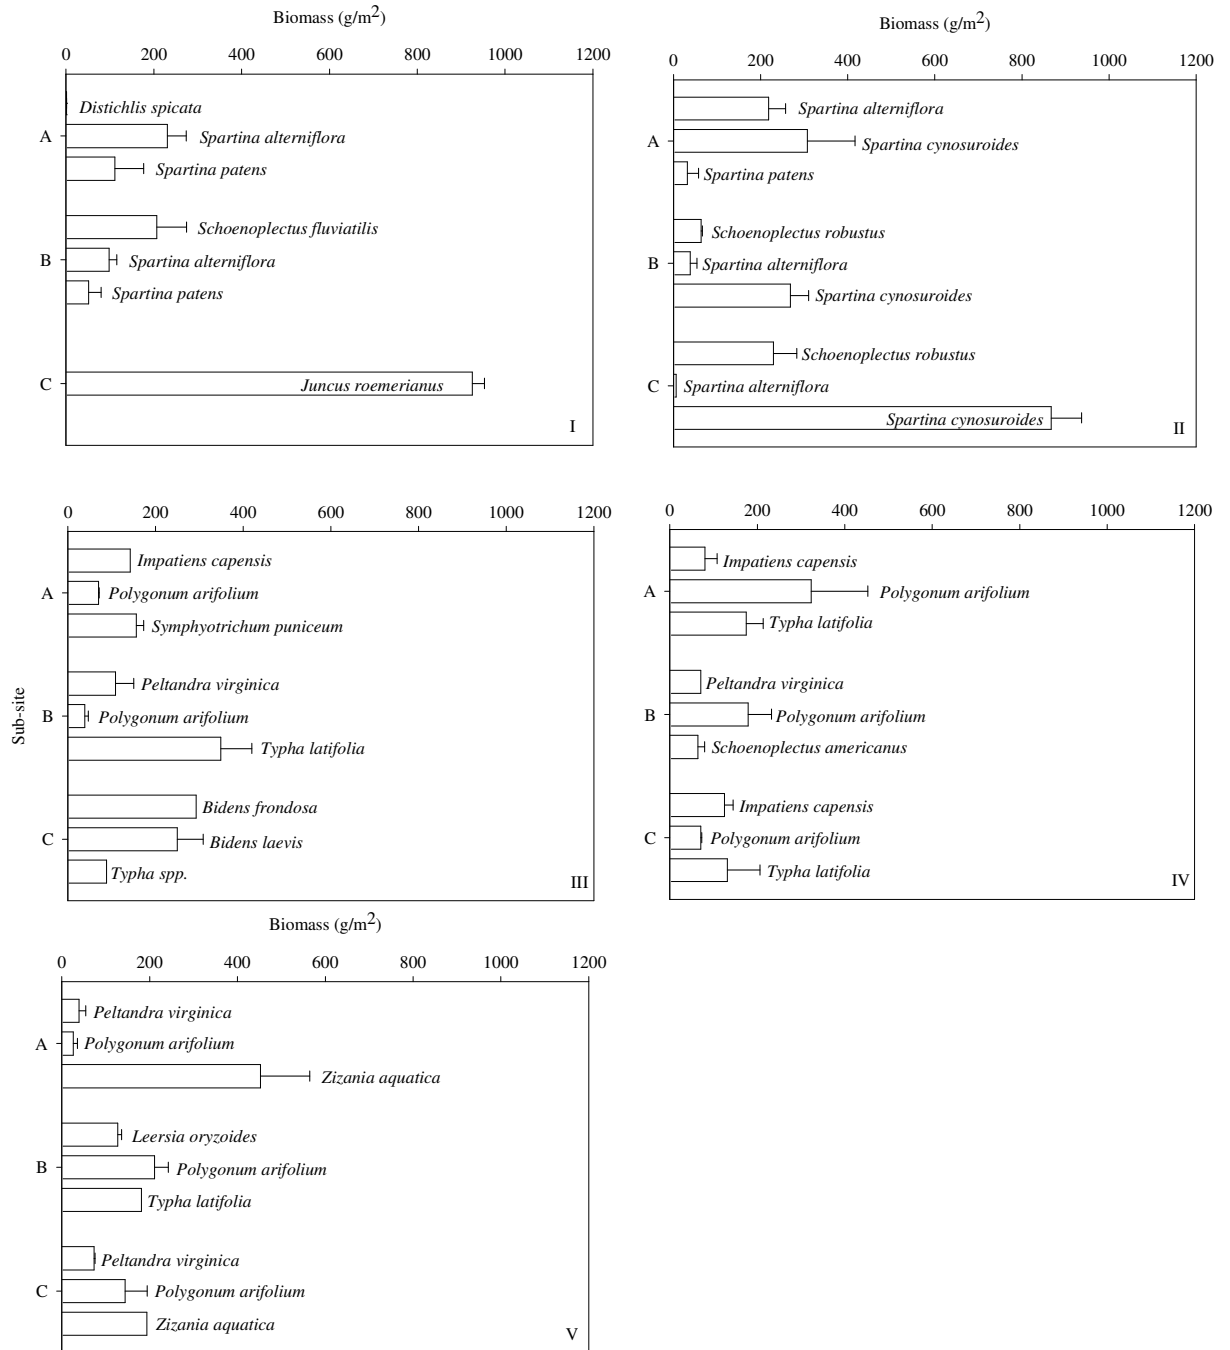 Biomass (g/m2)
0 200 400 600 800 1000 1200
Distichlis spicata
A
Spartina alterniflora
Spartina patens
Schoenoplectus fluviatilis
B
Spartina alterniflora
Spartina patens
C
Juncus roemerianus
I
Biomass (g/m2)
0 200 400 600 800 1000 1200
Spartina alterniflora
A
Spartina cynosuroides
Spartina patens
Schoenoplectus robustus
B
Spartina alterniflora
Spartina cynosuroides
Schoenoplectus robustus
C
Spartina alterniflora
Spartina cynosuroides
II
Sub-site
0 200 400 600 800 1000 1200
Impatiens capensis
A
Polygonum arifolium
Symphyotrichum puniceum
Peltandra virginica
B
Polygonum arifolium
Typha latifolia
Bidens frondosa
C
Bidens laevis
Typha spp.
III
0 200 400 600 800 1000 1200
Impatiens capensis
A
Polygonum arifolium
Typha latifolia
Peltandra virginica
B
Polygonum arifolium
Schoenoplectus americanus
Impatiens capensis
C
Polygonum arifolium
Typha latifolia
IV
Biomass (g/m2)
0 200 400 600 800 1000 1200
Peltandra virginica
A
Polygonum arifolium
Zizania aquatica
Leersia oryzoides
B
Polygonum arifolium
Typha latifolia
Peltandra virginica
C
Polygonum arifolium
Zizania aquatica
V